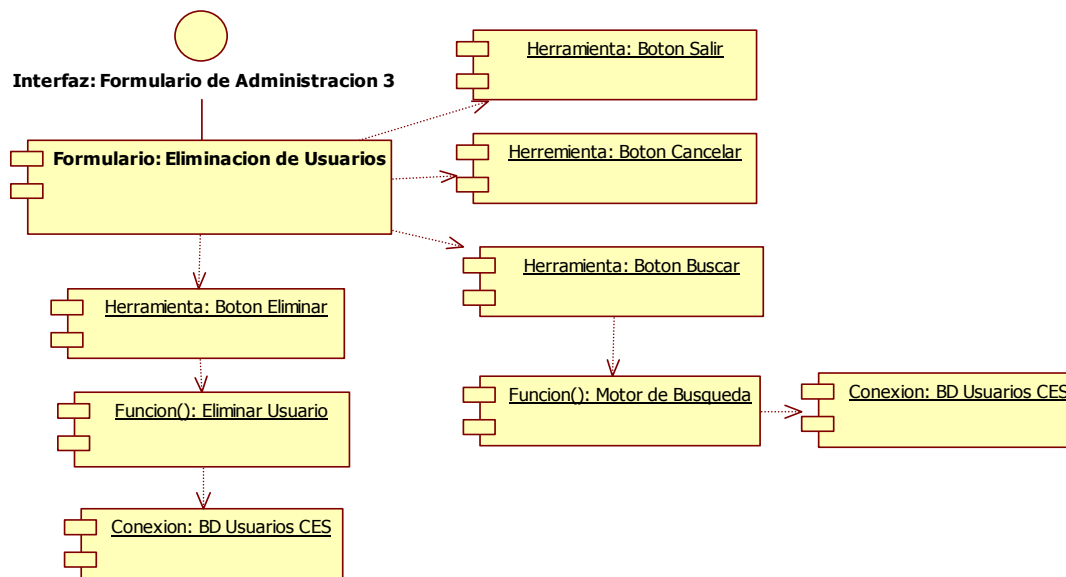 Herramienta: Boton Salir
Interfaz: Formulario de Administracion 3
Formulario: Eliminacion de Usuarios
Herremienta: Boton Cancelar
Herramienta: Boton Buscar
Herramienta: Boton Eliminar
Funcion(): Motor de Busqueda
Conexion: BD Usuarios CES
Funcion(): Eliminar Usuario
Conexion: BD Usuarios CES